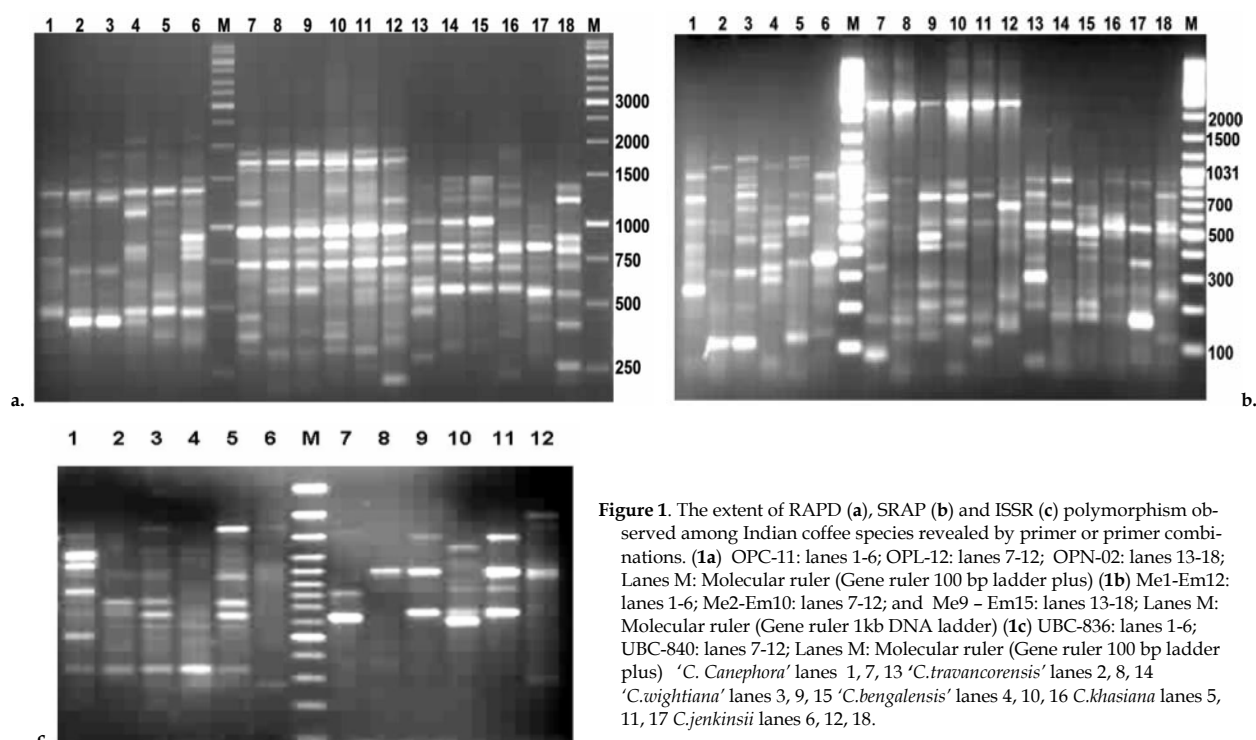 1 2 3 4 5 6 M 7 8 9 10 11 12 13 14 15 16 17 18 M
3000
2000
1500
1000
750
500
250
a.
1 2 3 4 5 6 M 7 8 9 10 11 12 13 14 15 16 17 18 M
2000
1500
1031
700
500
300
100
b.
1 2 3 4 5 6 M 7 8 9 10 11 12
c
Figure 1. The extent of RAPD (a), SRAP (b) and ISSR (c) polymorphism ob-
served among Indian coffee species revealed by primer or primer combi-
nations. (1a) OPC-11: lanes 1-6; OPL-12: lanes 7-12; OPN-02: lanes 13-18;
Lanes M: Molecular ruler (Gene ruler 100 bp ladder plus) (1b) Me1-Em12:
lanes 1-6; Me2-Em10: lanes 7-12; and Me9 – Em15: lanes 13-18; Lanes M:
Molecular ruler (Gene ruler 1kb DNA ladder) (1c) UBC-836: lanes 1-6;
UBC-840: lanes 7-12; Lanes M: Molecular ruler (Gene ruler 100 bp ladder
plus) ‘C. Canephora’ lanes 1, 7, 13 ‘C.travancorensis’ lanes 2, 8, 14
‘C.wightiana’ lanes 3, 9, 15 ‘C.bengalensis’ lanes 4, 10, 16 C.khasiana lanes 5,
11, 17 C.jenkinsii lanes 6, 12, 18.